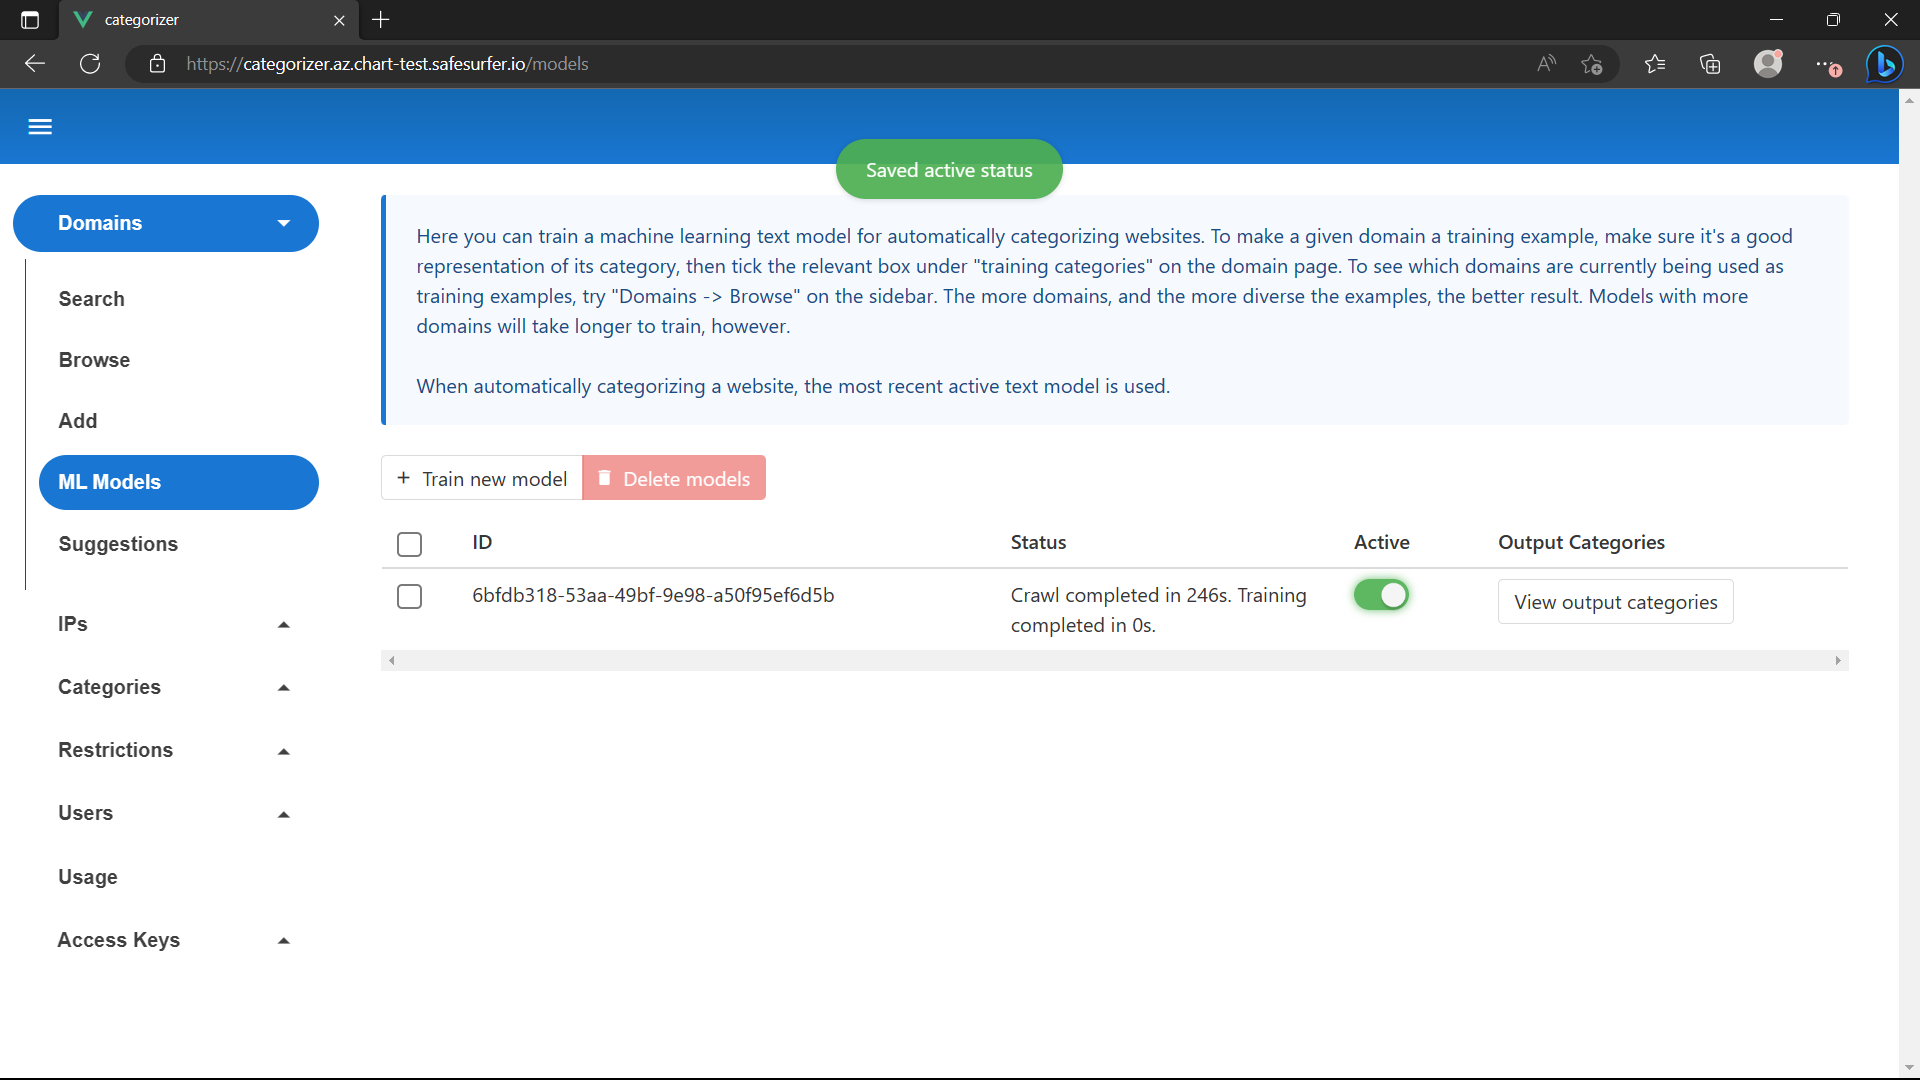 categorizer
https://categorizer.az.chart-test.safesurfer.io/models
Saved active status
Domains
Search
Browse
Add
ML Models
Suggestions
IPs
Categories
Restrictions
Users
Usage
Access Keys
Here you can train a machine learning text model for automatically categorizing websites. To make a given domain a training example, make sure it's a good
representation of its category, then tick the relevant box under "training categories" on the domain page. To see which domains are currently being used as
training examples, try "Domains -> Browse" on the sidebar. The more domains, and the more diverse the examples, the better result. Models with more
domains will take longer to train, however.
When automatically categorizing a website, the most recent active text model is used.
+ Train new model Delete models
ID Status Active Output Categories
6bfdb318-53aa-49bf-9e98-a50f95ef6d5b Crawl completed in 246s. Training
completed in 0s.
View output categories